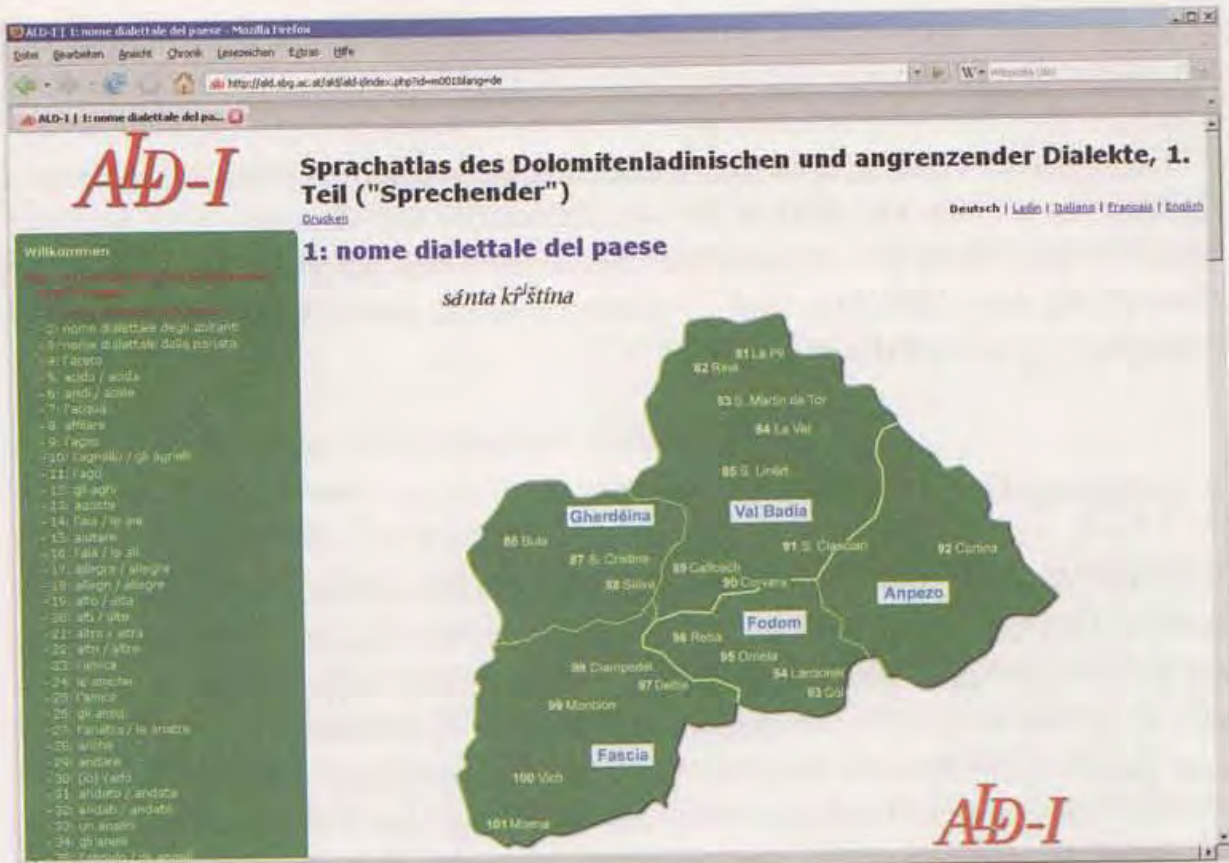 ALD-I | 1: nome dialettale del paese - Mozilla Firefox
Datei Bearbeiten Ansicht Chronik Lesezeichen Extras Hilfe
ALD-I | 1: nome dialettale del pa...
ALD-I
Sprachatlas des Dolomitenladinischen und angrenzender Dialekte, 1.
Teil ("Sprechender")
Drucken
Deutsch | Ladin | Italiano | Français | English
Willkommen
1: nome dialettale del paese
sánta kr̂ⁱštína
- 2: nome dialettale degli abitanti
- 3: nome dialettale della parlata
- 4: l'aceto
- 5: acido / acida
- 6: acidi / acide
- 7: l'acqua
- 8: affilare
- 9: l'agro
- 10: l'agnello / gli agnelli
- 11: l'ago
- 12: gli aghi
- 13: agosto
- 14: l'aia / le aie
- 15: aiutare
- 16: l'ala / le ali
- 17: allegro / allegra
- 18: allegri / allegre
- 19: alto / alta
- 20: alti / alte
- 21: altro / altra
- 22: altri / altre
- 23: l'amica
- 24: le amiche
- 25: l'amico
- 26: gli amici
- 27: l'anatra / le anatre
- 28: anche
- 29: andare
- 30: (io) vado
- 31: andato / andata
- 32: andati / andate
- 33: un anello
- 34: gli anelli
81 La Pli
82 Rina
83 S. Martin de Tor
84 La Val
85 S. Linêrt
Gherdëina
Val Badia
86 Bula
87 S. Cristina
88 Selva
89 Calfosch
90 Corvara
91 S. Ciascian
92 Cortina
Anpezo
Fodom
96 Reba
95 Ornela
94 Larcionei
93 Col
98 Ciampedel
97 Delba
99 Moncion
Fascia
100 Vich
101 Moena
ALD-I